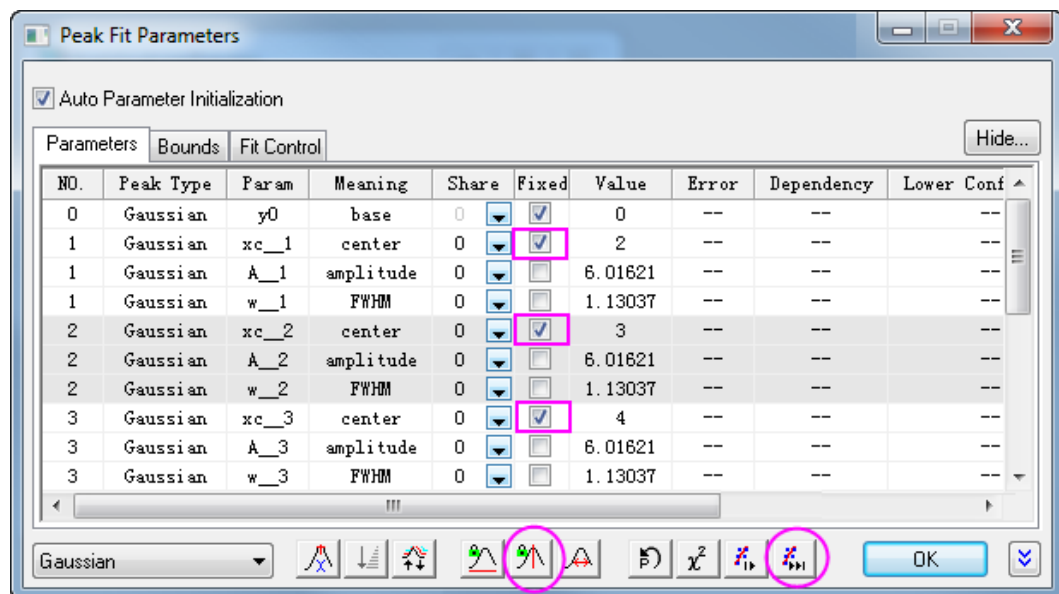 Peak Fit Parameters
Auto Parameter Initialization
Parameters Bounds Fit Control Hide...
NO. Peak Type Param Meaning Share Fixed Value Error Dependency Lower Conf
0 Gaussian y0 base 0 0 -- -- --
1 Gaussian xc__1 center 0 2 -- -- --
1 Gaussian A__1 amplitude 0 6.01621 -- -- --
1 Gaussian w__1 FWHM 0 1.13037 -- -- --
2 Gaussian xc__2 center 0 3 -- -- --
2 Gaussian A__2 amplitude 0 6.01621 -- -- --
2 Gaussian w__2 FWHM 0 1.13037 -- -- --
3 Gaussian xc__3 center 0 4 -- -- --
3 Gaussian A__3 amplitude 0 6.01621 -- -- --
3 Gaussian w__3 FWHM 0 1.13037 -- -- --
Gaussian P χ² OK